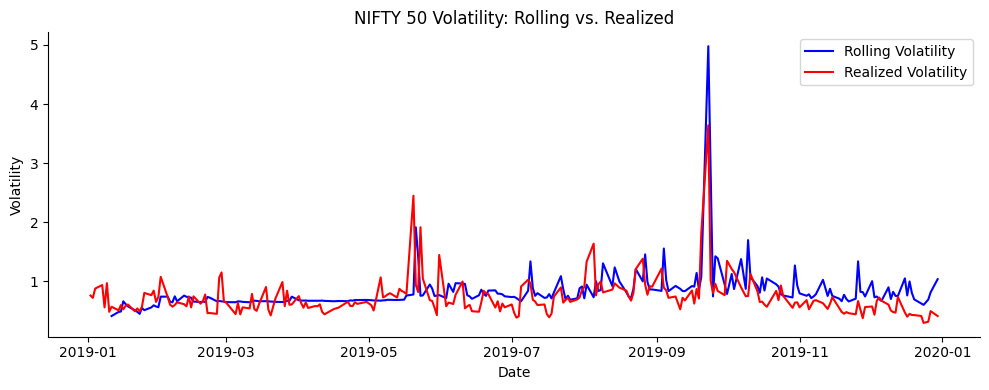 NIFTY 50 Volatility: Rolling vs. Realized
Rolling Volatility
Realized Volatility
Volatility
5
4
3
2
1
2019-01 2019-03 2019-05 2019-07 2019-09 2019-11 2020-01
Date